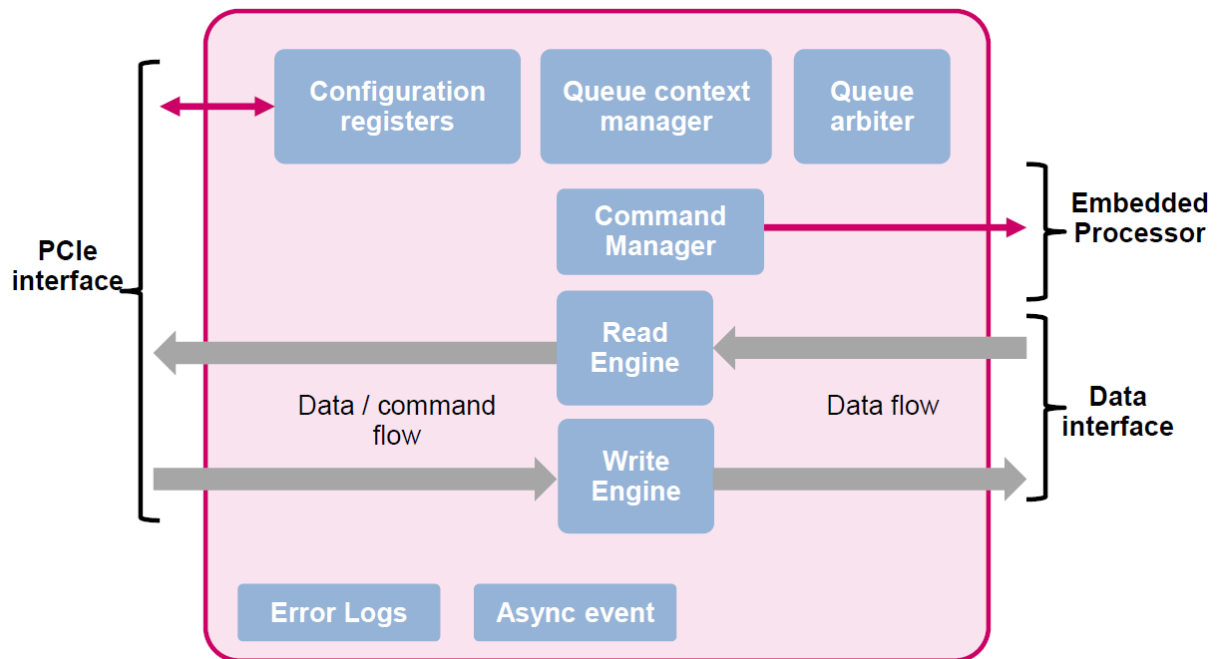 Configuration
registers
Queue context
manager
Queue
arbiter
Command
Manager
Embedded
Processor
PCIe
interface
Read
Engine
Data / command
flow
Data flow
Data
interface
Write
Engine
Error Logs
Async event